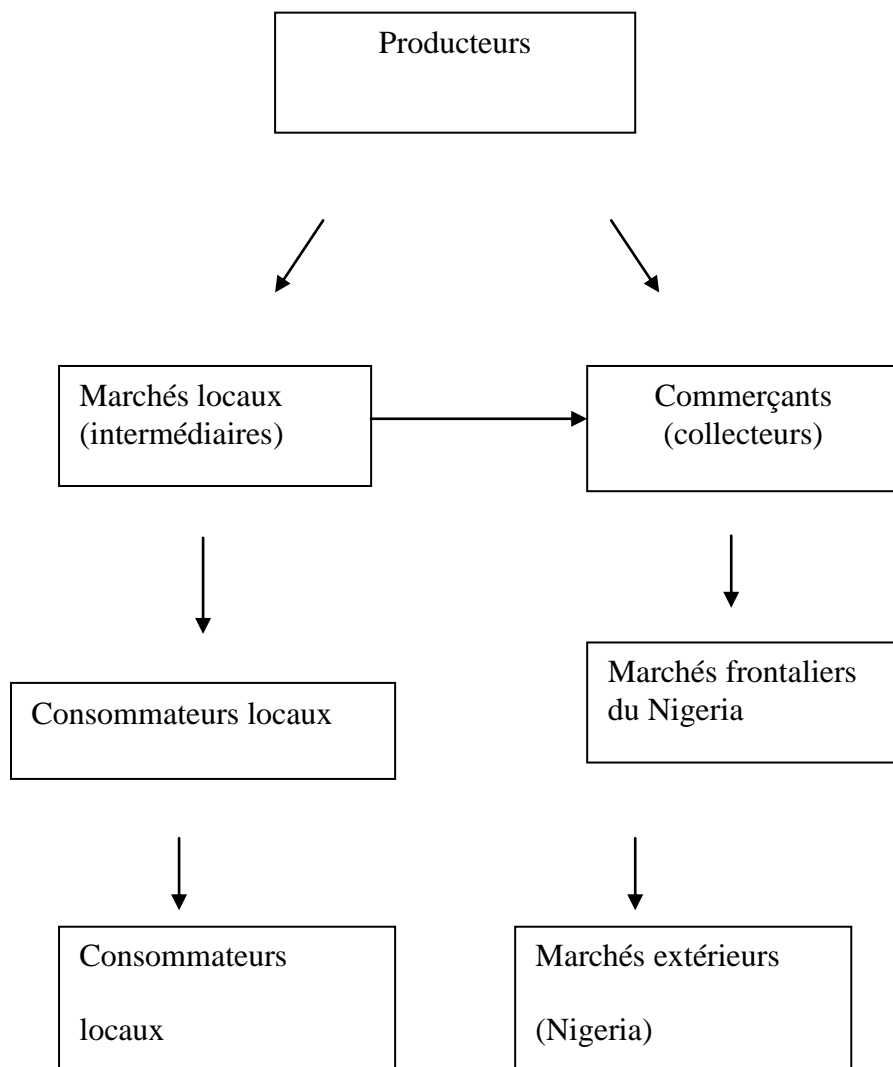 Producteurs
Marchés locaux
(intermédiaires)
Commerçants
(collecteurs)
Consommateurs locaux
Marchés frontaliers
du Nigeria
Consommateurs
locaux
Marchés extérieurs
(Nigeria)